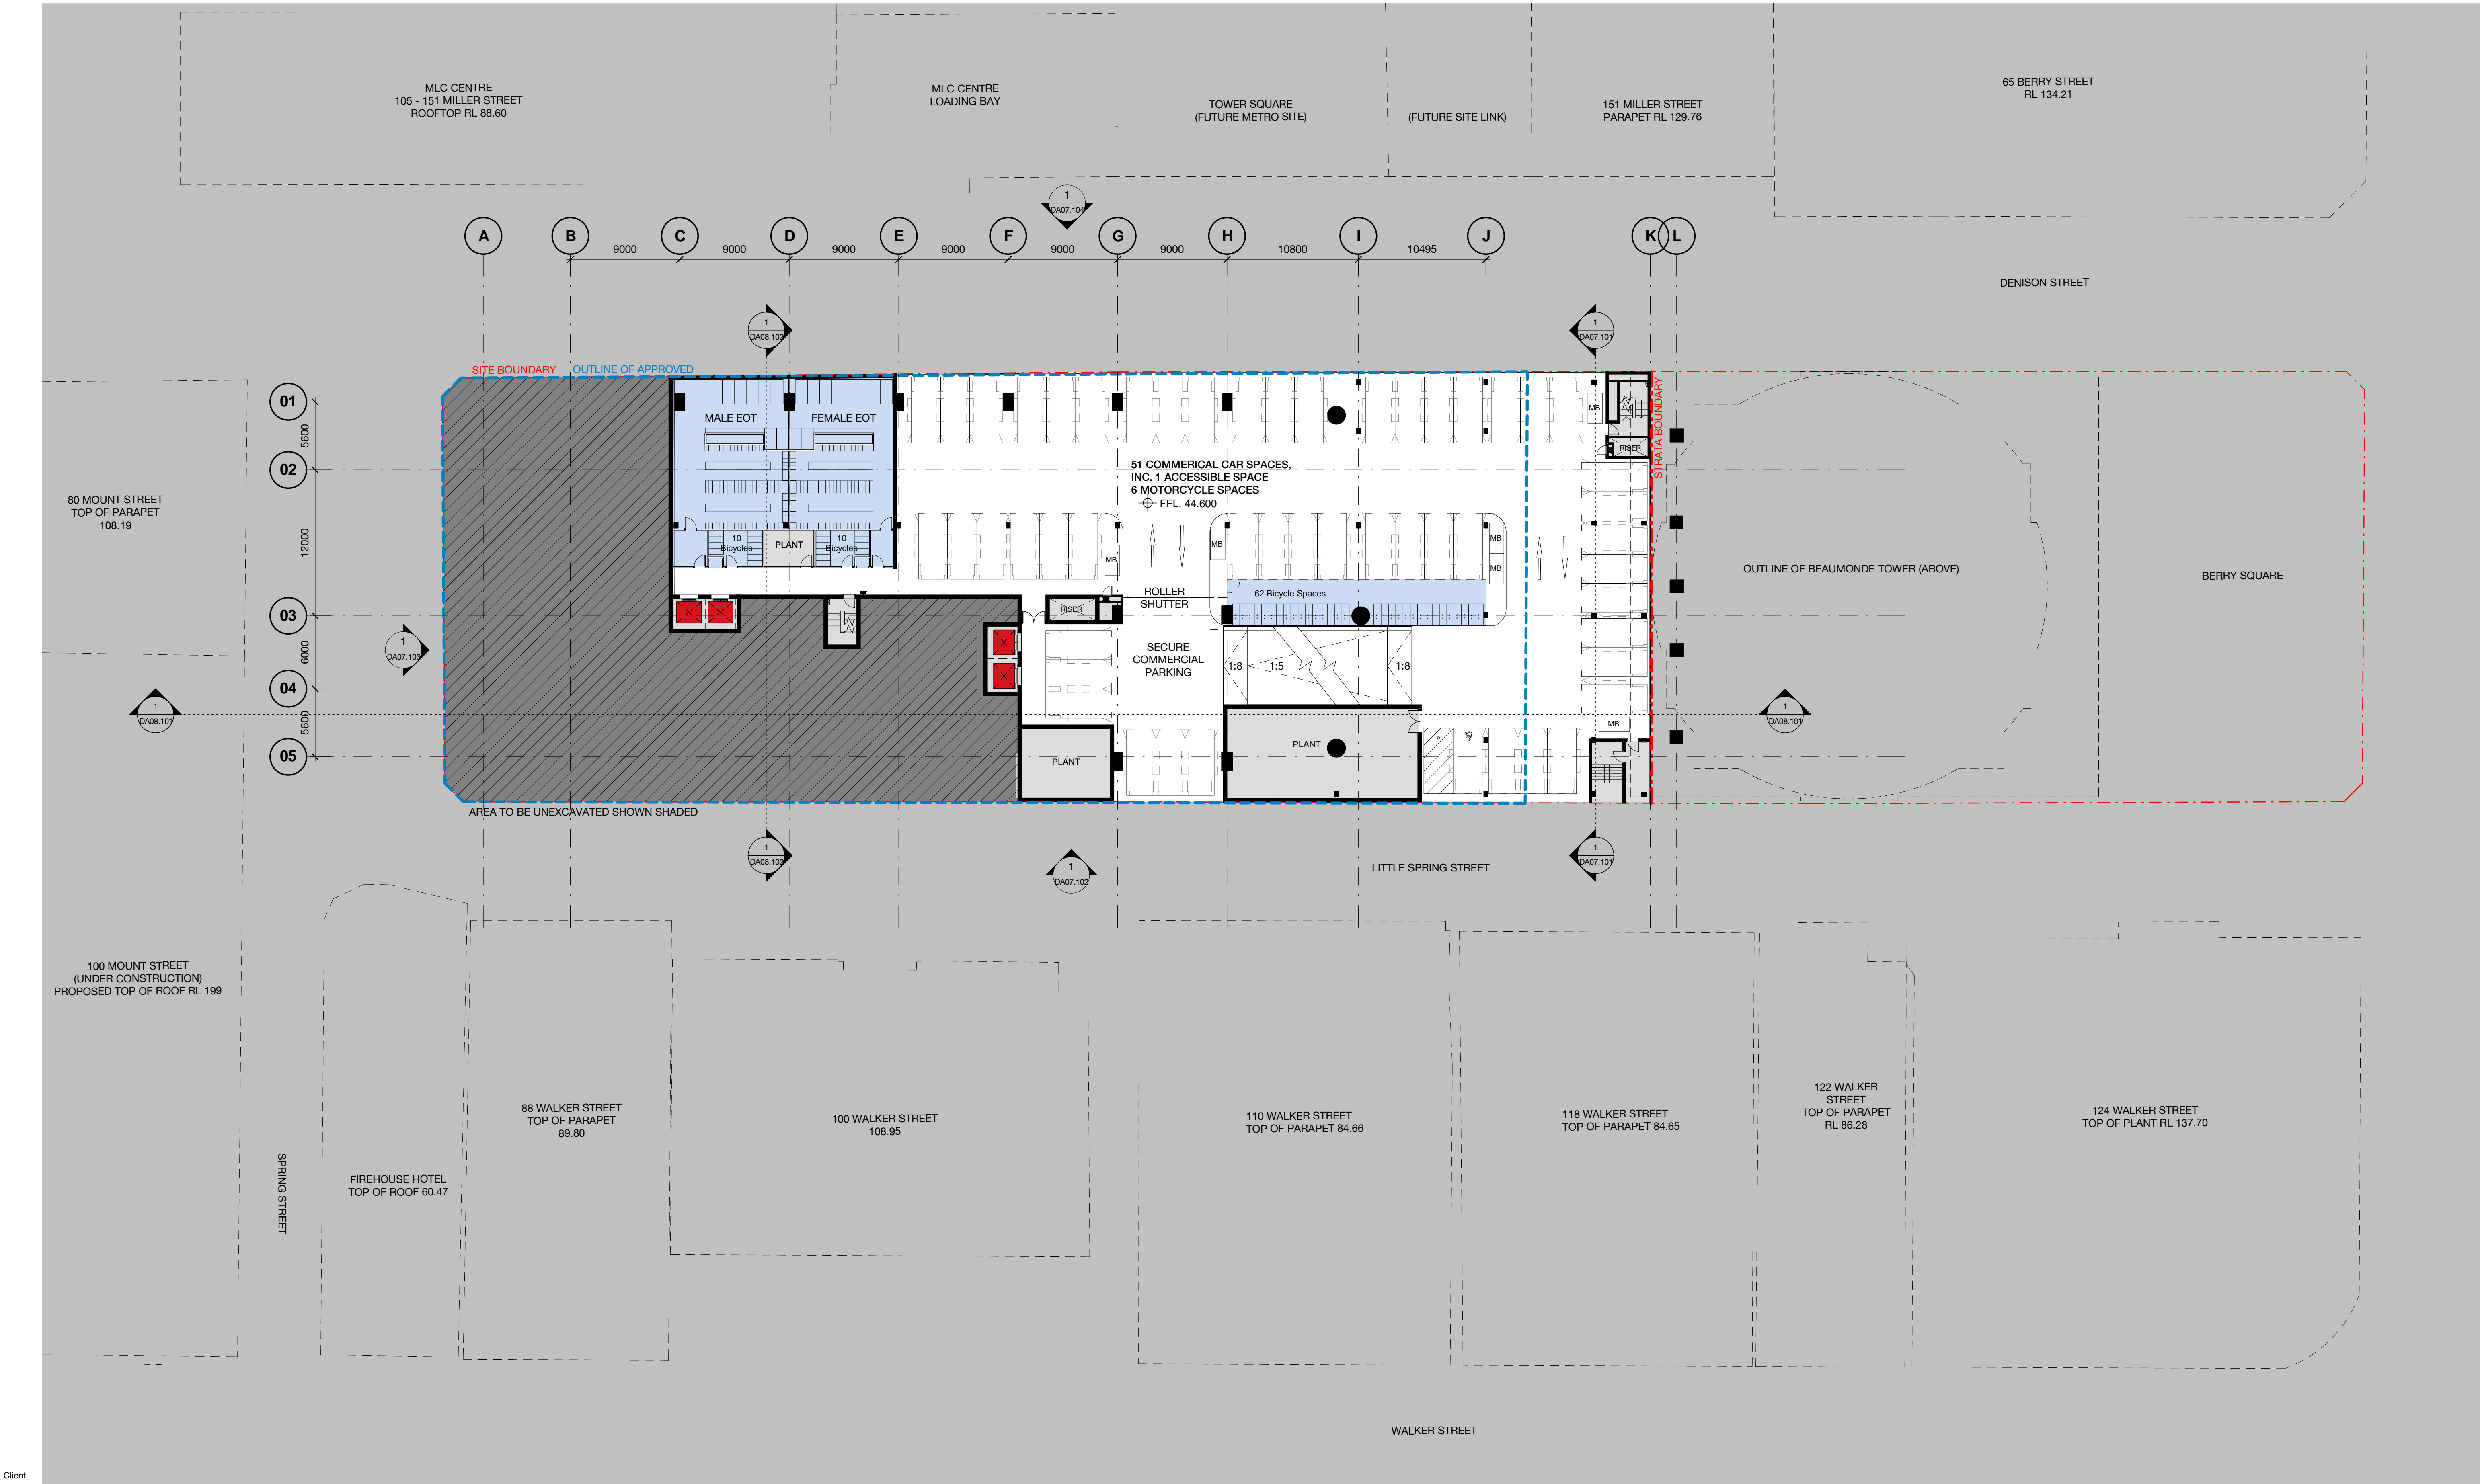 MLC CENTRE
105 - 151 MILLER STREET
ROOFTOP RL 88.60
MLC CENTRE
LOADING BAY
TOWER SQUARE
(FUTURE METRO SITE)
(FUTURE SITE LINK)
151 MILLER STREET
PARAPET RL 129.76
65 BERRY STREET
RL 134.21
1
DA07.104
A
B
C
D
E
F
G
H
I
J
K
L
9000
9000
9000
9000
9000
9000
10800
10495
DENISON STREET
1
DA08.102
1
DA07.101
SITE BOUNDARY
OUTLINE OF APPROVED
01
5600
02
12000
03
6000
04
5600
05
MALE EOT
FEMALE EOT
MB
STRATA BOUNDARY
RISER
51 COMMERICAL CAR SPACES,
INC. 1 ACCESSIBLE SPACE
6 MOTORCYCLE SPACES
FFL. 44.600
80 MOUNT STREET
TOP OF PARAPET
108.19
10
Bicycles
PLANT
10
Bicycles
MB
MB
MB
MB
OUTLINE OF BEAUMONDE TOWER (ABOVE)
BERRY SQUARE
ROLLER
SHUTTER
62 Bicycle Spaces
RISER
1
DA07.103
SECURE
COMMERCIAL
PARKING
1:8
1:5
1:8
1
DA08.101
1
DA08.101
MB
PLANT
PLANT
AREA TO BE UNEXCAVATED SHOWN SHADED
1
DA08.102
1
DA07.102
1
DA07.101
LITTLE SPRING STREET
100 MOUNT STREET
(UNDER CONSTRUCTION)
PROPOSED TOP OF ROOF RL 199
SPRING STREET
FIREHOUSE HOTEL
TOP OF ROOF 60.47
88 WALKER STREET
TOP OF PARAPET
89.80
100 WALKER STREET
108.95
110 WALKER STREET
TOP OF PARAPET 84.66
118 WALKER STREET
TOP OF PARAPET 84.65
122 WALKER
STREET
TOP OF PARAPET
RL 86.28
124 WALKER STREET
TOP OF PLANT RL 137.70
WALKER STREET
Client